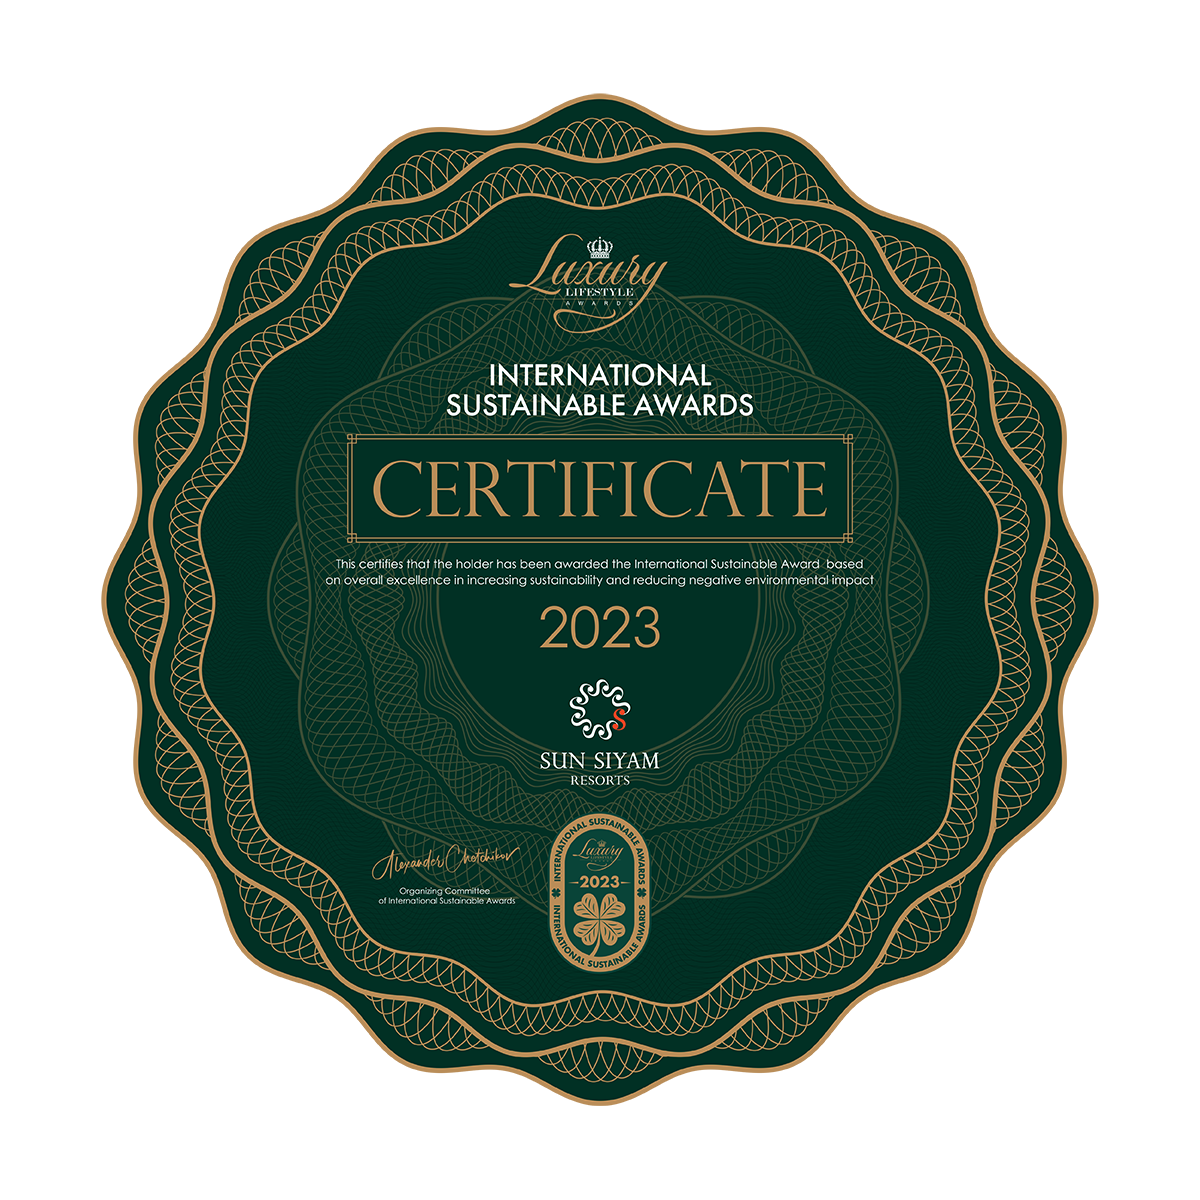 Luxury
LIFESTYLE
AWARDS
INTERNATIONAL
SUSTAINABLE AWARDS
CERTIFICATE
This certifies that the holder has been awarded the International Sustainable Award based
on overall excellence in increasing sustainability and reducing negative environmental impact
2023
SUN SIYAM
RESORTS
Alexander Chetchikov
Organizing Committee
of International Sustainable Awards
INTERNATIONAL SUSTAINABLE AWARDS
Luxury
LIFESTYLE
2023
INTERNATIONAL SUSTAINABLE AWARDS